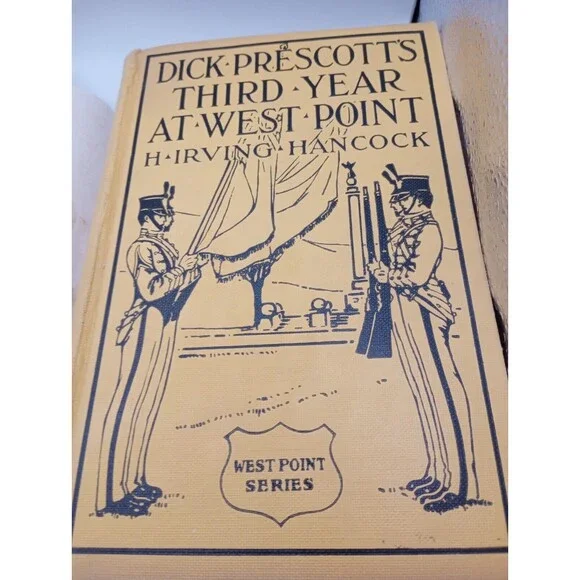 DICK·PRESCOTT'S
THIRD·YEAR
AT·WEST·POINT
H·IRVING·HANCOCK
WEST POINT
SERIES